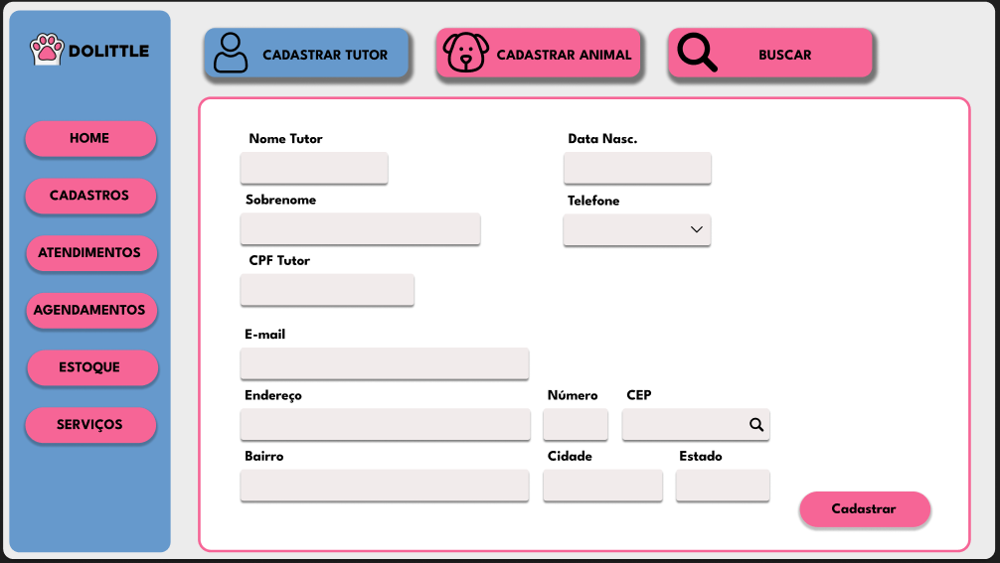 DOLITTLE
HOME
CADASTROS
ATENDIMENTOS
AGENDAMENTOS
ESTOQUE
SERVIÇOS
CADASTRAR TUTOR
CADASTRAR ANIMAL
BUSCAR
Nome Tutor
Data Nasc.
Sobrenome
Telefone
CPF Tutor
E-mail
Endereço
Número
CEP
Bairro
Cidade
Estado
Cadastrar